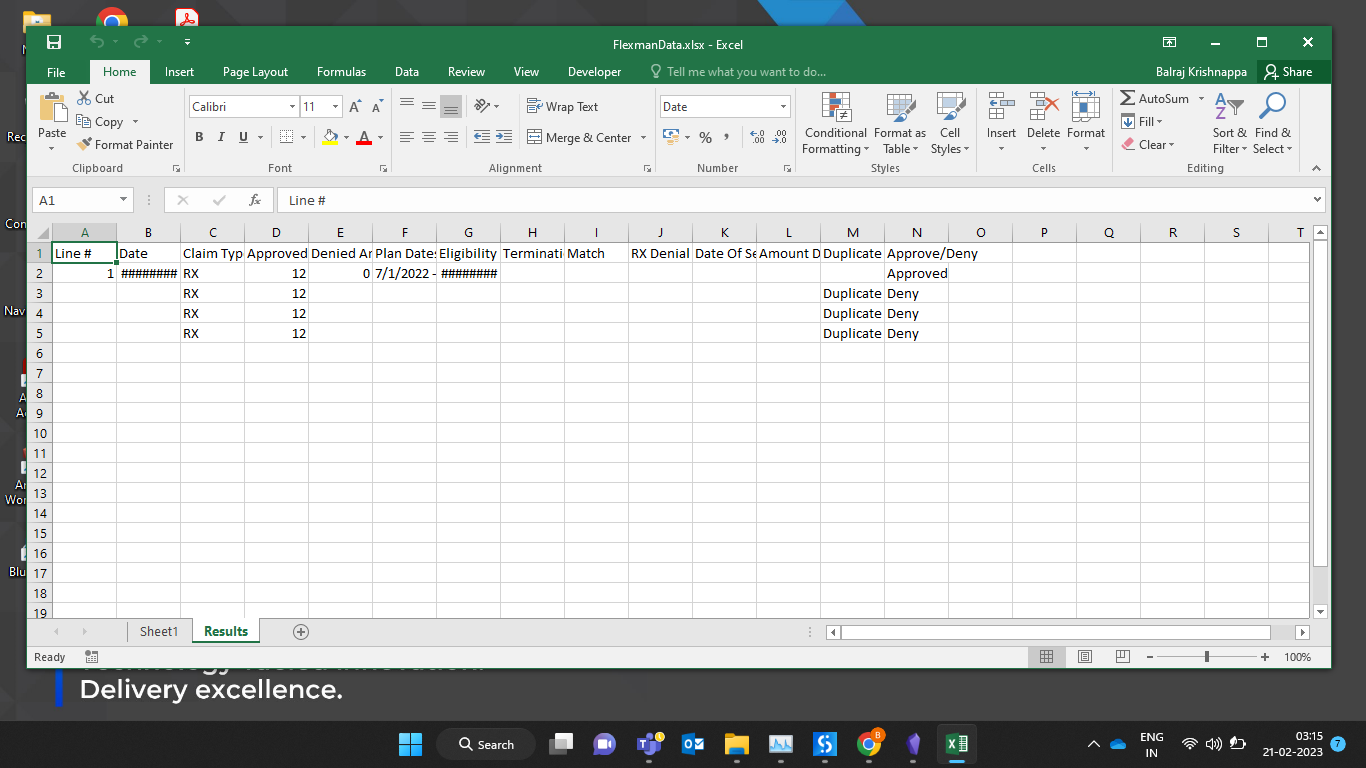 FlexmanData.xlsx - Excel
File Home Insert Page Layout Formulas Data Review View Developer Tell me what you want to do... Balraj Krishnappa Share
Paste
Cut
Copy
Format Painter
Clipboard
Calibri 11
B I U
Font
Wrap Text
Merge & Center
Alignment
Date
%
Number
Conditional Formatting
Format as Table
Cell Styles
Styles
Insert Delete Format
Cells
AutoSum
Fill
Clear
Sort & Filter
Find & Select
Editing
A1 fx Line #
A B C D E F G H I J K L M N O P Q R S T
1 Line # Date Claim Typ Approved Denied Ar Plan Dates Eligibility Terminati Match RX Denial Date Of Se Amount D Duplicate Approve/Deny
2 1 ######## RX 12 0 7/1/2022 - ######## Approved
3 RX 12 Duplicate Deny
4 RX 12 Duplicate Deny
5 RX 12 Duplicate Deny
6
7
8
9
10
11
12
13
14
15
16
17
18
19
Sheet1 Results
Ready 100%
Delivery excellence.
Search
ENG
IN
03:15
21-02-2023
7